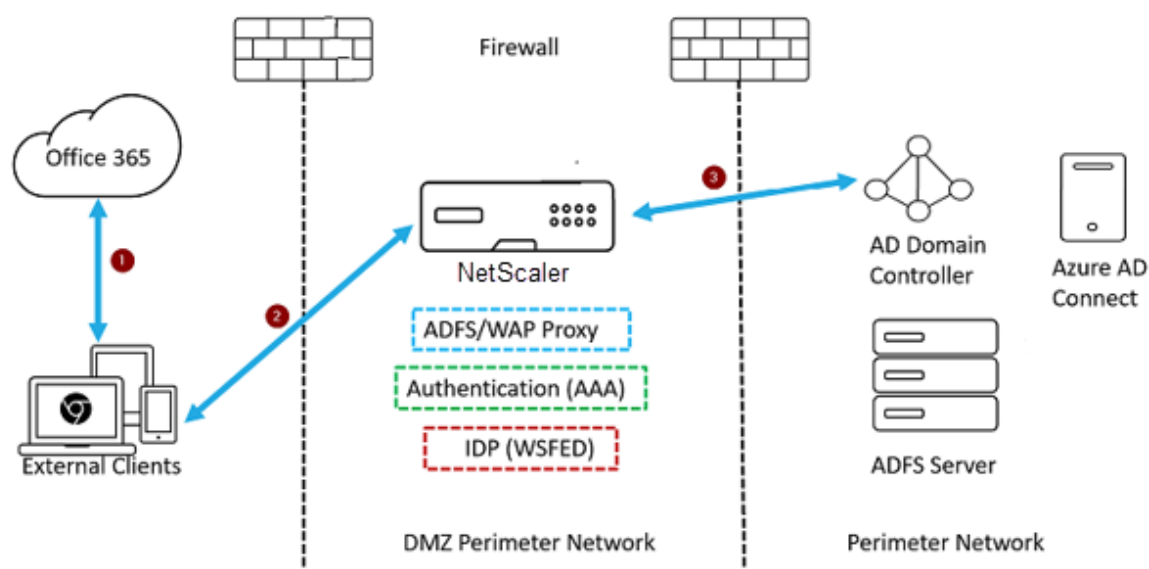 Firewall
Office 365
1
2
3
External Clients
NetScaler
ADFS/WAP Proxy
Authentication (AAA)
IDP (WSFED)
DMZ Perimeter Network
AD Domain
Controller
Azure AD
Connect
ADFS Server
Perimeter Network